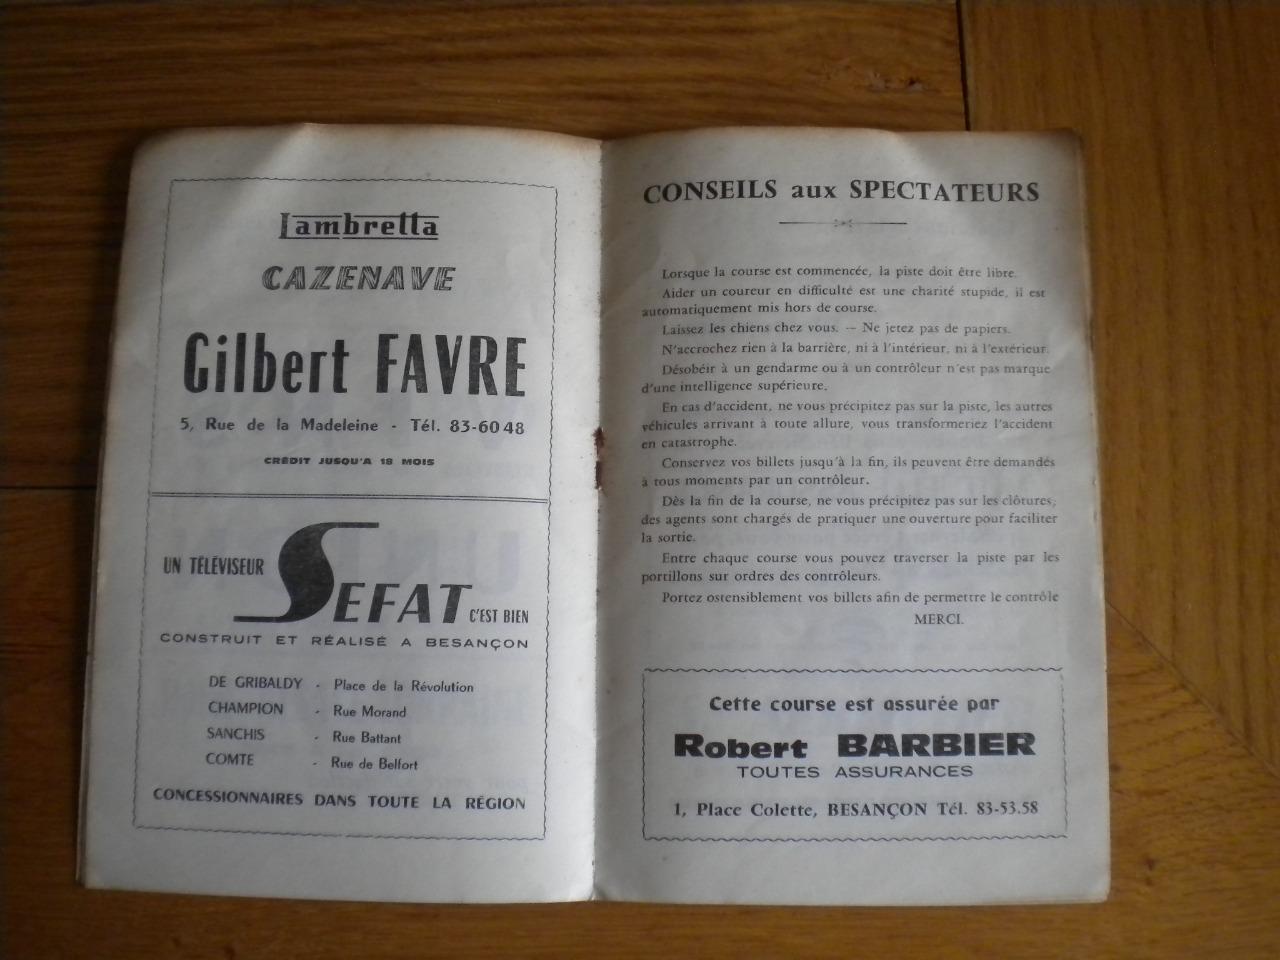 Lambretta
CAZENAVE
Gilbert FAVRE
5, Rue de la Madeleine - Tél. 83-60 48
CRÉDIT JUSQU'A 18 MOIS
UN TÉLÉVISEUR
SEFAT C'EST BIEN
CONSTRUIT ET RÉALISÉ A BESANÇON
DE GRIBALDY - Place de la Révolution
CHAMPION - Rue Morand
SANCHIS - Rue Battant
COMTE - Rue de Belfort
CONCESSIONNAIRES DANS TOUTE LA RÉGION
CONSEILS aux SPECTATEURS
Lorsque la course est commencée, la piste doit être libre.
Aider un coureur en difficulté est une charité stupide, il est
automatiquement mis hors de course.
Laissez les chiens chez vous. — Ne jetez pas de papiers.
N'accrochez rien à la barrière, ni à l'intérieur, ni à l'extérieur.
Désobéir à un gendarme ou à un contrôleur n'est pas marque
d'une intelligence supérieure.
En cas d'accident, ne vous précipitez pas sur la piste, les autres
véhicules arrivant à toute allure, vous transformeriez l'accident
en catastrophe.
Conservez vos billets jusqu'à la fin, ils peuvent être demandés
à tous moments par un contrôleur.
Dès la fin de la course, ne vous précipitez pas sur les clôtures,
des agents sont chargés de pratiquer une ouverture pour faciliter
la sortie.
Entre chaque course vous pouvez traverser la piste par les
portillons sur ordres des contrôleurs.
Portez ostensiblement vos billets afin de permettre le contrôle
MERCI.
Cette course est assurée par
Robert BARBIER
TOUTES ASSURANCES
1, Place Colette, BESANÇON Tél. 83-53.58